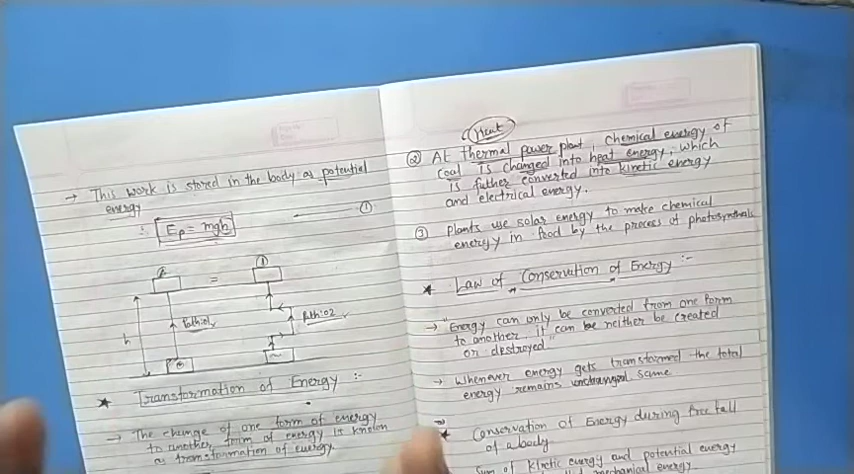 → This work is stored in the body as potential
energy
∴ Ep = mgh ①
②
=
①
Path:01
Path:02
h
★ Transformation of Energy :-
→ The change of one form of energy
to another form of energy is known
as transformation of energy.
Heat
② At thermal power plant, chemical energy of
coal is changed into heat energy, which
is futher converted into kinetic energy
and electrical energy.
③ Plants use solar energy to make chemical
energy in food by the process of photosynthesis
★ Law of Conservation of Energy :-
→ "Energy can only be converted from one form
to another, it can be neither be created
or destroyed"
→ Whenever energy gets transformed the total
energy remains unchanged. same
★ Conservation of Energy during free fall
of a body
Sum of kinetic energy and potential energy
mechanical energy